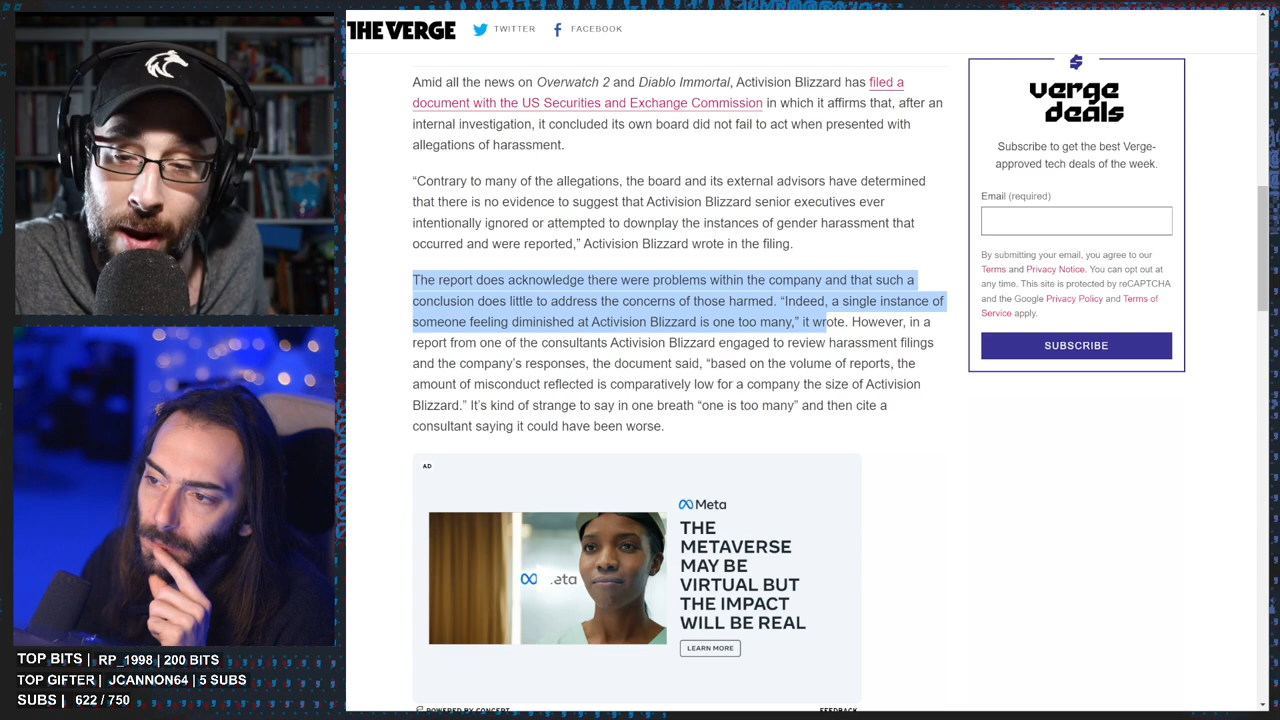 THE VERGE
TWITTER
FACEBOOK
Amid all the news on Overwatch 2 and Diablo Immortal, Activision Blizzard has filed a
document with the US Securities and Exchange Commission in which it affirms that, after an
internal investigation, it concluded its own board did not fail to act when presented with
allegations of harassment.
“Contrary to many of the allegations, the board and its external advisors have determined
that there is no evidence to suggest that Activision Blizzard senior executives ever
intentionally ignored or attempted to downplay the instances of gender harassment that
occurred and were reported,” Activision Blizzard wrote in the filing.
The report does acknowledge there were problems within the company and that such a
conclusion does little to address the concerns of those harmed. “Indeed, a single instance of
someone feeling diminished at Activision Blizzard is one too many,” it wrote. However, in a
report from one of the consultants Activision Blizzard engaged to review harassment filings
and the company’s responses, the document said, “based on the volume of reports, the
amount of misconduct reflected is comparatively low for a company the size of Activision
Blizzard.” It’s kind of strange to say in one breath “one is too many” and then cite a
consultant saying it could have been worse.
AD
Meta
THE
METAVERSE
MAY BE
VIRTUAL BUT
THE IMPACT
WILL BE REAL
LEARN MORE
eta
POWERED BY CONCERT
FEEDBACK
verge
deals
Subscribe to get the best Verge-
approved tech deals of the week.
Email (required)
By submitting your email, you agree to our
Terms and Privacy Notice. You can opt out at
any time. This site is protected by reCAPTCHA
and the Google Privacy Policy and Terms of
Service apply.
SUBSCRIBE
TOP BITS | RP_1998 | 200 BITS
TOP GIFTER | JCANNON64 | 5 SUBS
SUBS | 622 / 750